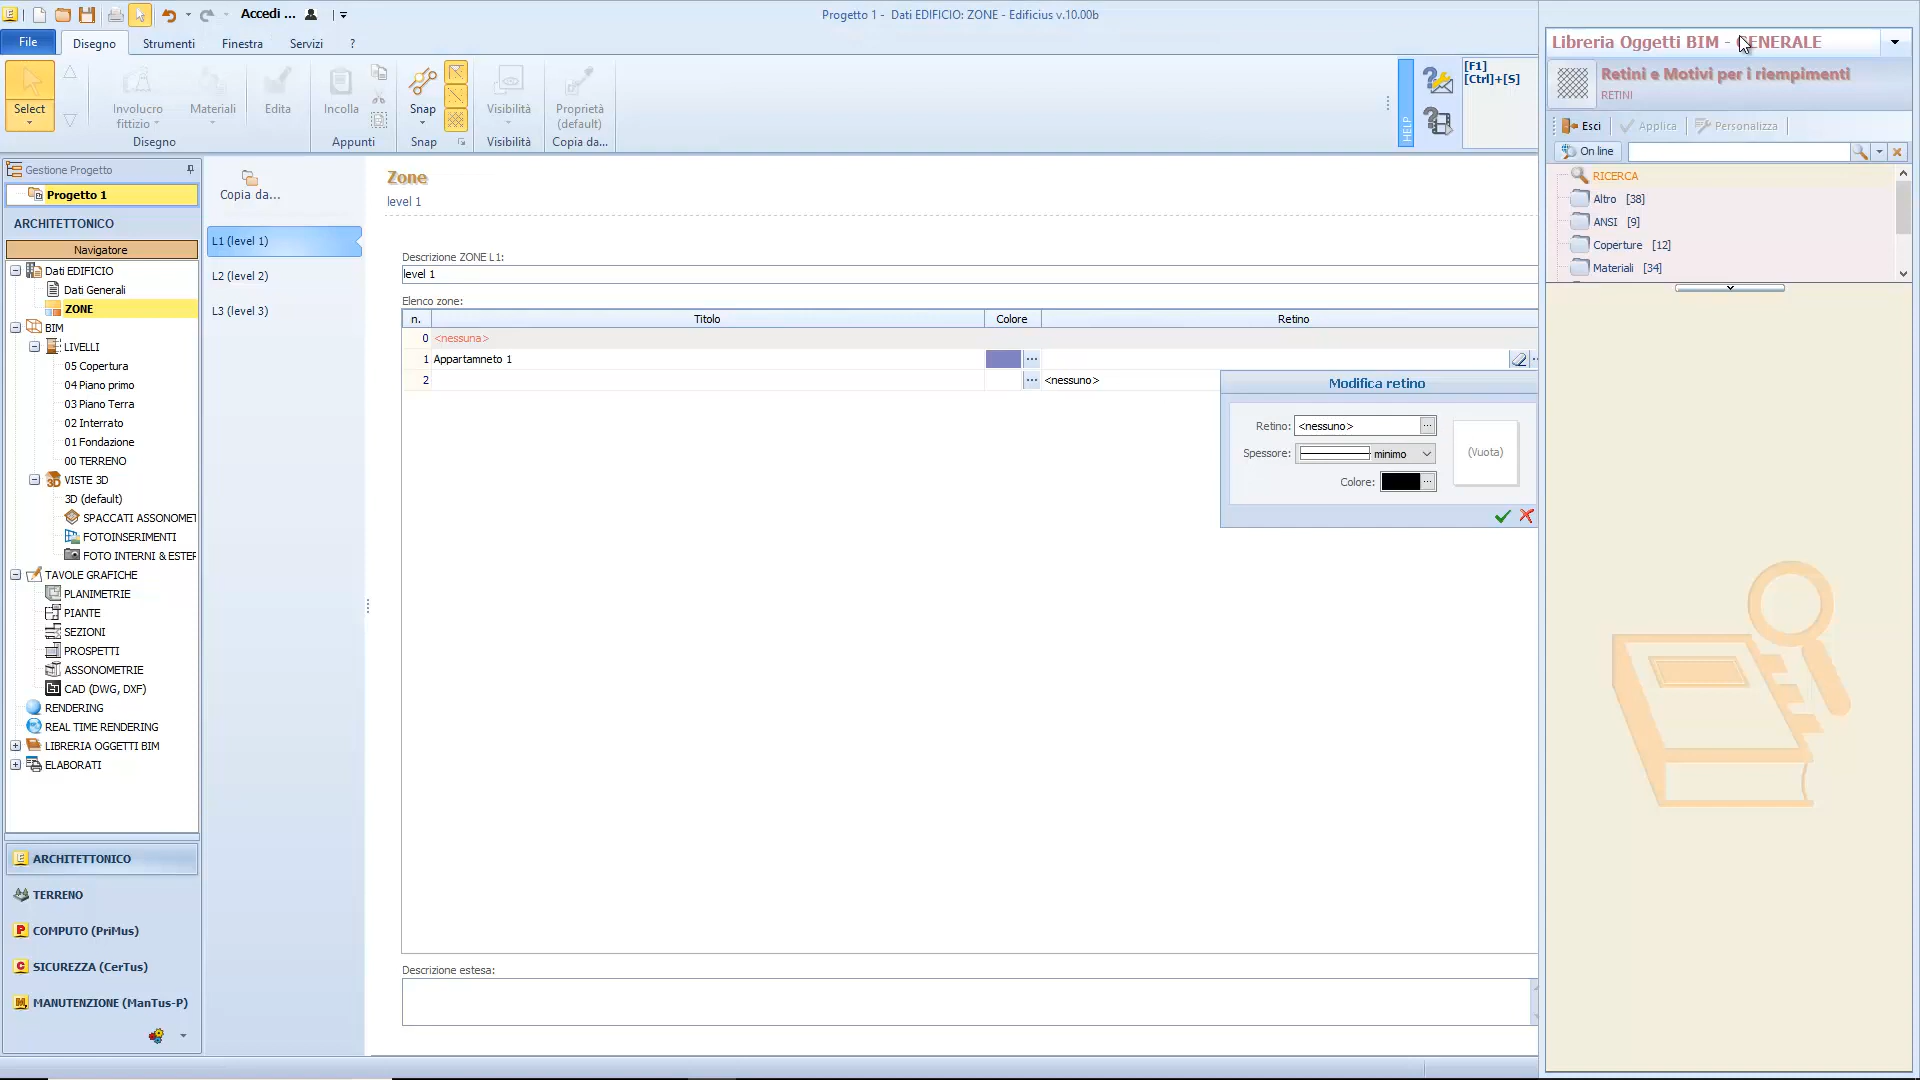 Accedi ...
Progetto 1 - Dati EDIFICIO: ZONE - Edificius v.10.00b
File
Disegno
Strumenti
Finestra
Servizi
?
Select
Involucro
fittizio
Materiali
Edita
Incolla
Snap
Visibilità
Proprietà
(default)
Disegno
Appunti
Snap
Visibilità
Copia da...
HELP
[F1]
[Ctrl]+[S]
Libreria Oggetti BIM - GENERALE
Retini e Motivi per i riempimenti
RETINI
Esci
Applica
Personalizza
On line
RICERCA
Altro [38]
ANSI [9]
Coperture [12]
Materiali [34]
Gestione Progetto
Progetto 1
ARCHITETTONICO
Navigatore
Dati EDIFICIO
Dati Generali
ZONE
BIM
LIVELLI
05 Copertura
04 Piano primo
03 Piano Terra
02 Interrato
01 Fondazione
00 TERRENO
VISTE 3D
3D (default)
SPACCATI ASSONOMET
FOTOINSERIMENTI
FOTO INTERNI & ESTER
TAVOLE GRAFICHE
PLANIMETRIE
PIANTE
SEZIONI
PROSPETTI
ASSONOMETRIE
CAD (DWG, DXF)
RENDERING
REAL TIME RENDERING
LIBRERIA OGGETTI BIM
ELABORATI
ARCHITETTONICO
TERRENO
COMPUTO (PriMus)
SICUREZZA (CerTus)
MANUTENZIONE (ManTus-P)
Copia da...
L1 (level 1)
L2 (level 2)
L3 (level 3)
Zone
level 1
Descrizione ZONE L1:
level 1
Elenco zone:
n. Titolo Colore Retino
0 <nessuna>
1 Appartamneto 1
2 <nessuno>
Modifica retino
Retino: <nessuno>
Spessore: minimo
Colore:
(Vuota)
Descrizione estesa: